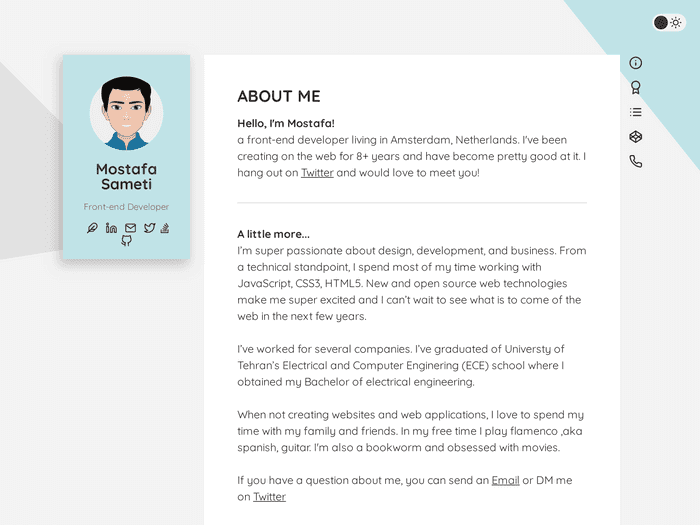 Mostafa
Sameti
Front-end Developer
ABOUT ME
Hello, I'm Mostafa!
a front-end developer living in Amsterdam, Netherlands. I've been
creating on the web for 8+ years and have become pretty good at it. I
hang out on Twitter and would love to meet you!
A little more...
I'm super passionate about design, development, and business. From
a technical standpoint, I spend most of my time working with
JavaScript, CSS3, HTML5. New and open source web technologies
make me super excited and I can't wait to see what is to come of the
web in the next few years.
I've worked for several companies. I've graduated of Universty of
Tehran's Electrical and Computer Enginering (ECE) school where I
obtained my Bachelor of electrical engineering.
When not creating websites and web applications, I love to spend my
time with my family and friends. In my free time I play flamenco ,aka
spanish, guitar. I'm also a bookworm and obsessed with movies.
If you have a question about me, you can send an Email or DM me
on Twitter